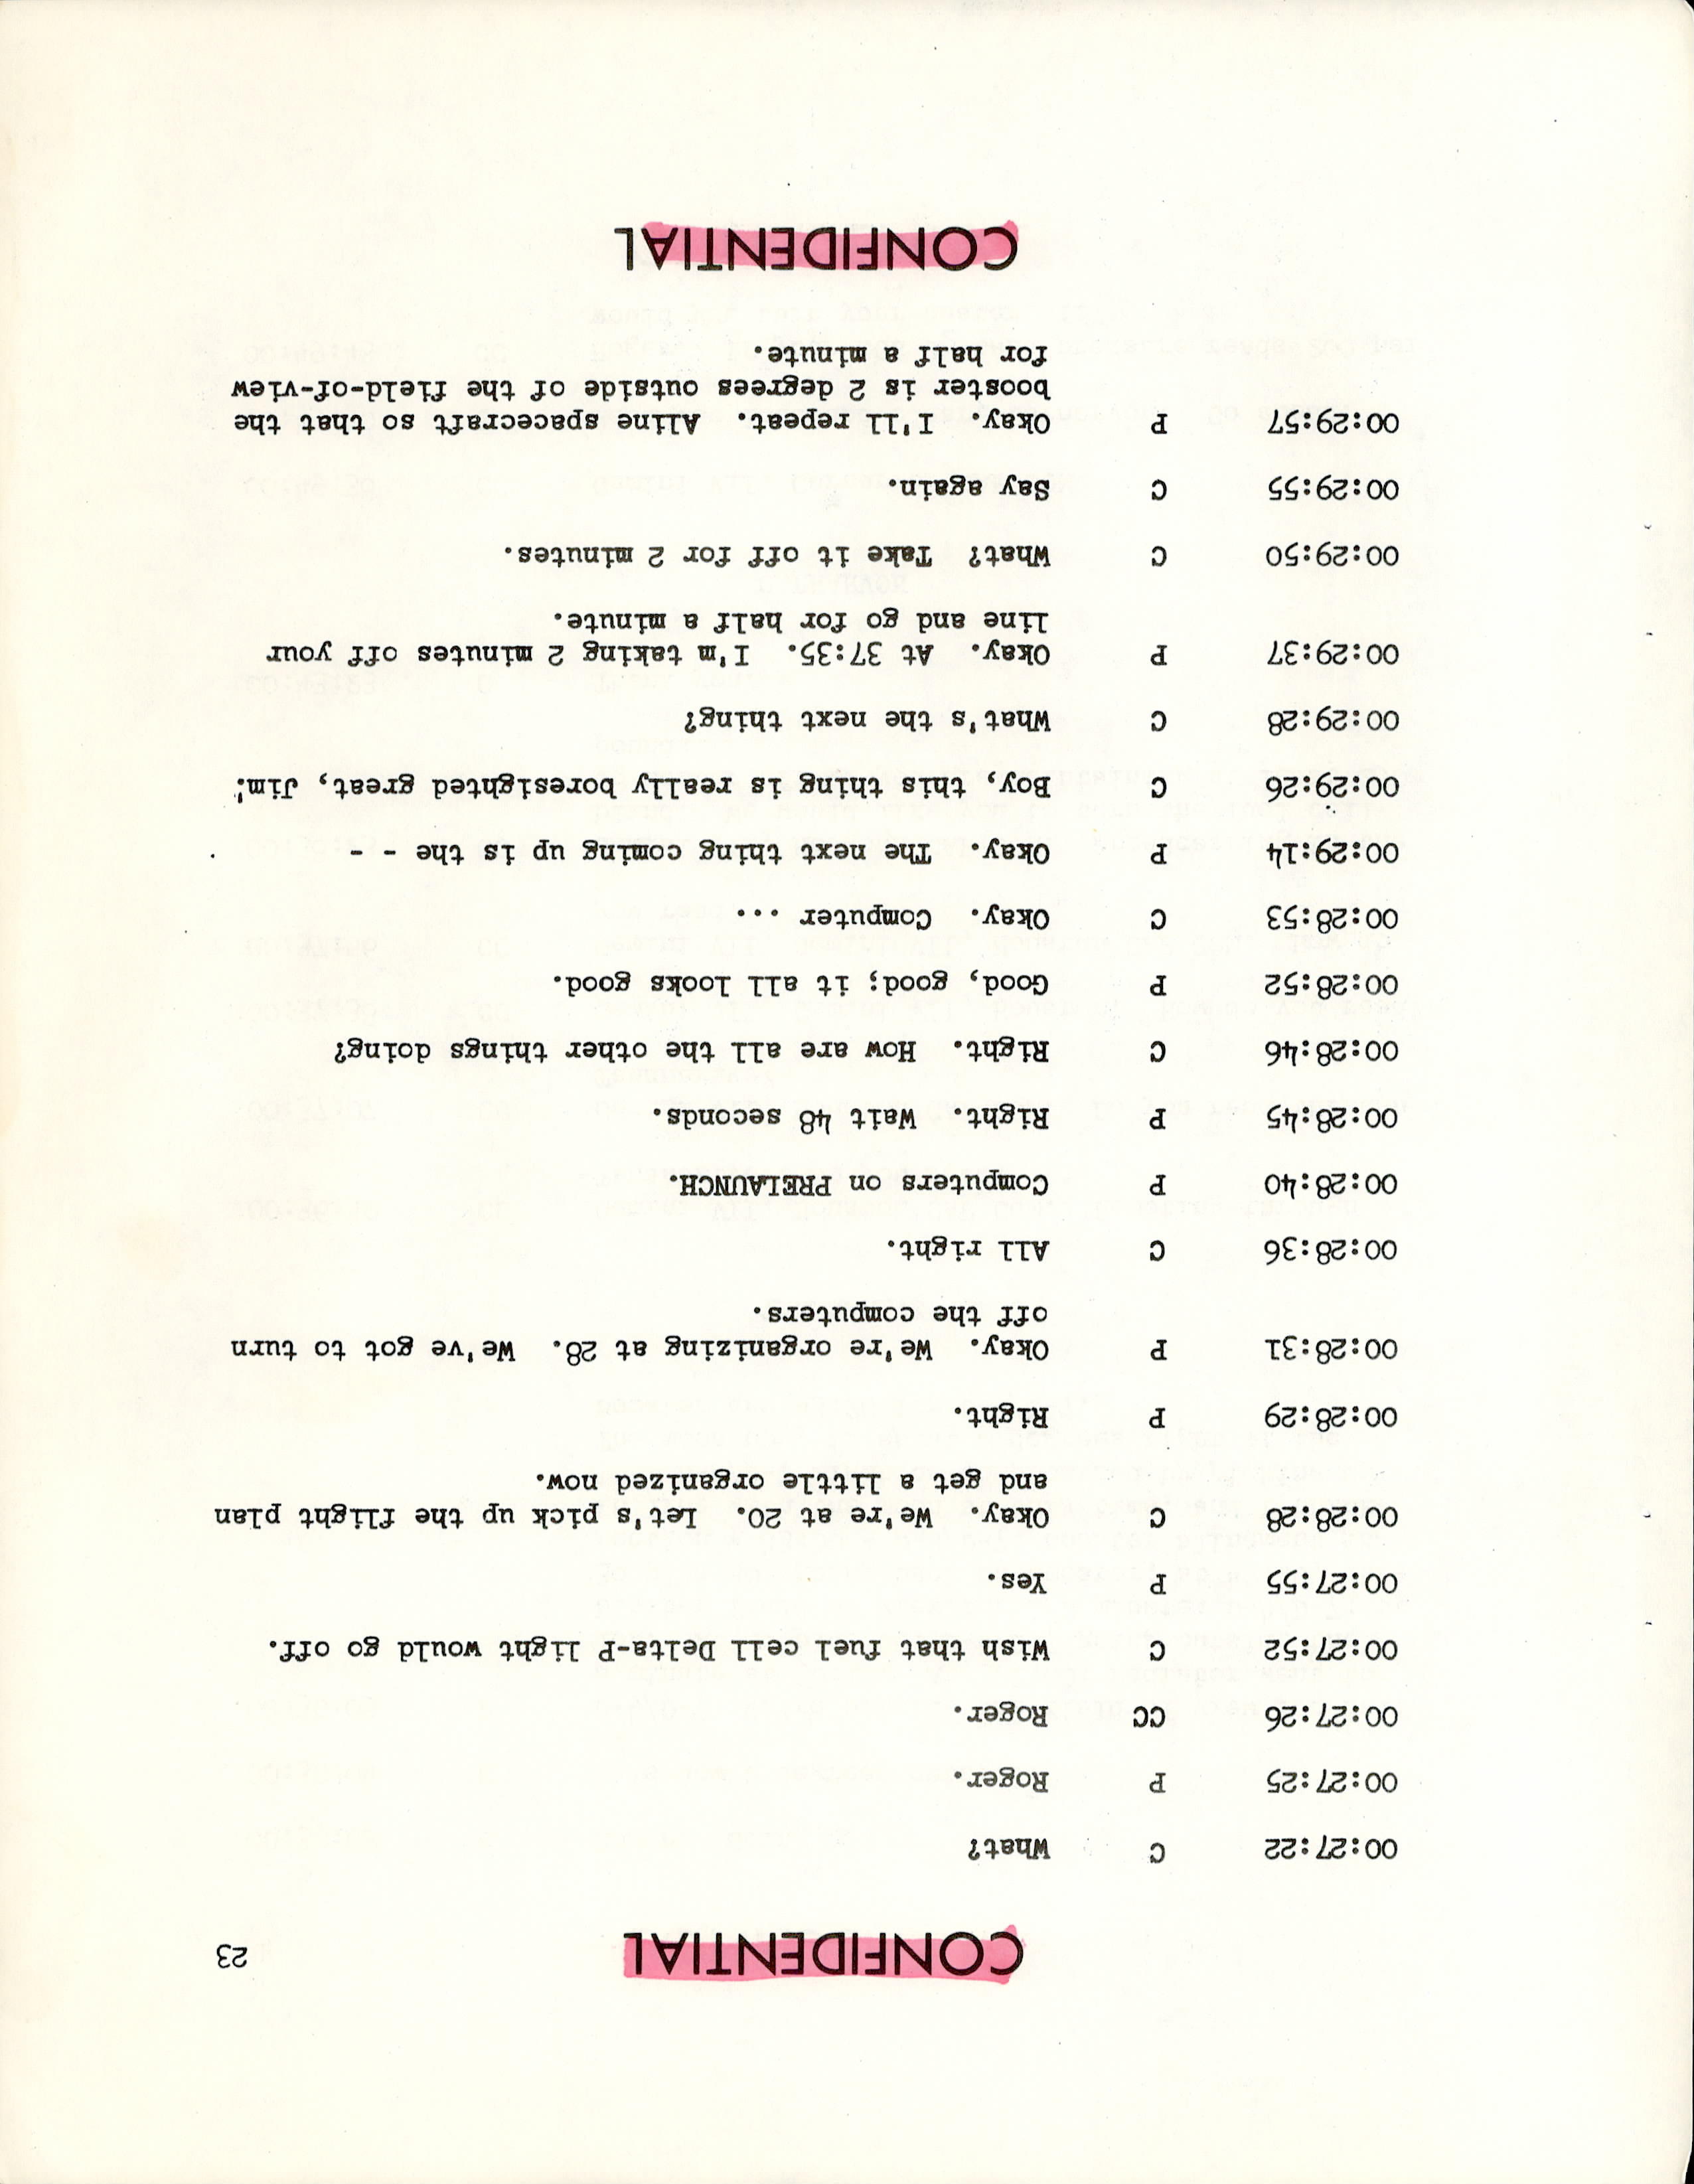 CONFIDENTIAL 23
00:27:22 C What?
00:27:25 P Roger.
00:27:26 CC Roger.
00:27:52 C Wish that fuel cell Delta-P light would go off.
00:27:55 P Yes.
00:28:28 C Okay. We're at 20. Let's pick up the flight plan
and get a little organized now.
00:28:29 P Right.
00:28:31 P Okay. We're organizing at 28. We've got to turn
off the computers.
00:28:36 C All right.
00:28:40 P Computers on PRELAUNCH.
00:28:45 P Right. Wait 48 seconds.
00:28:46 C Right. How are all the other things doing?
00:28:52 P Good, good; it all looks good.
00:28:53 C Okay. Computer ...
00:29:14 P Okay. The next thing coming up is the - -
00:29:26 C Boy, this thing is really boresighted great, Jim!
00:29:28 C What's the next thing?
00:29:37 P Okay. At 37:35. I'm taking 2 minutes off your
line and go for half a minute.
00:29:50 C What? Take it off for 2 minutes.
00:29:55 C Say again.
00:29:57 P Okay. I'll repeat. Aline spacecraft so that the
booster is 2 degrees outside of the field-of-view
for half a minute.
CONFIDENTIAL